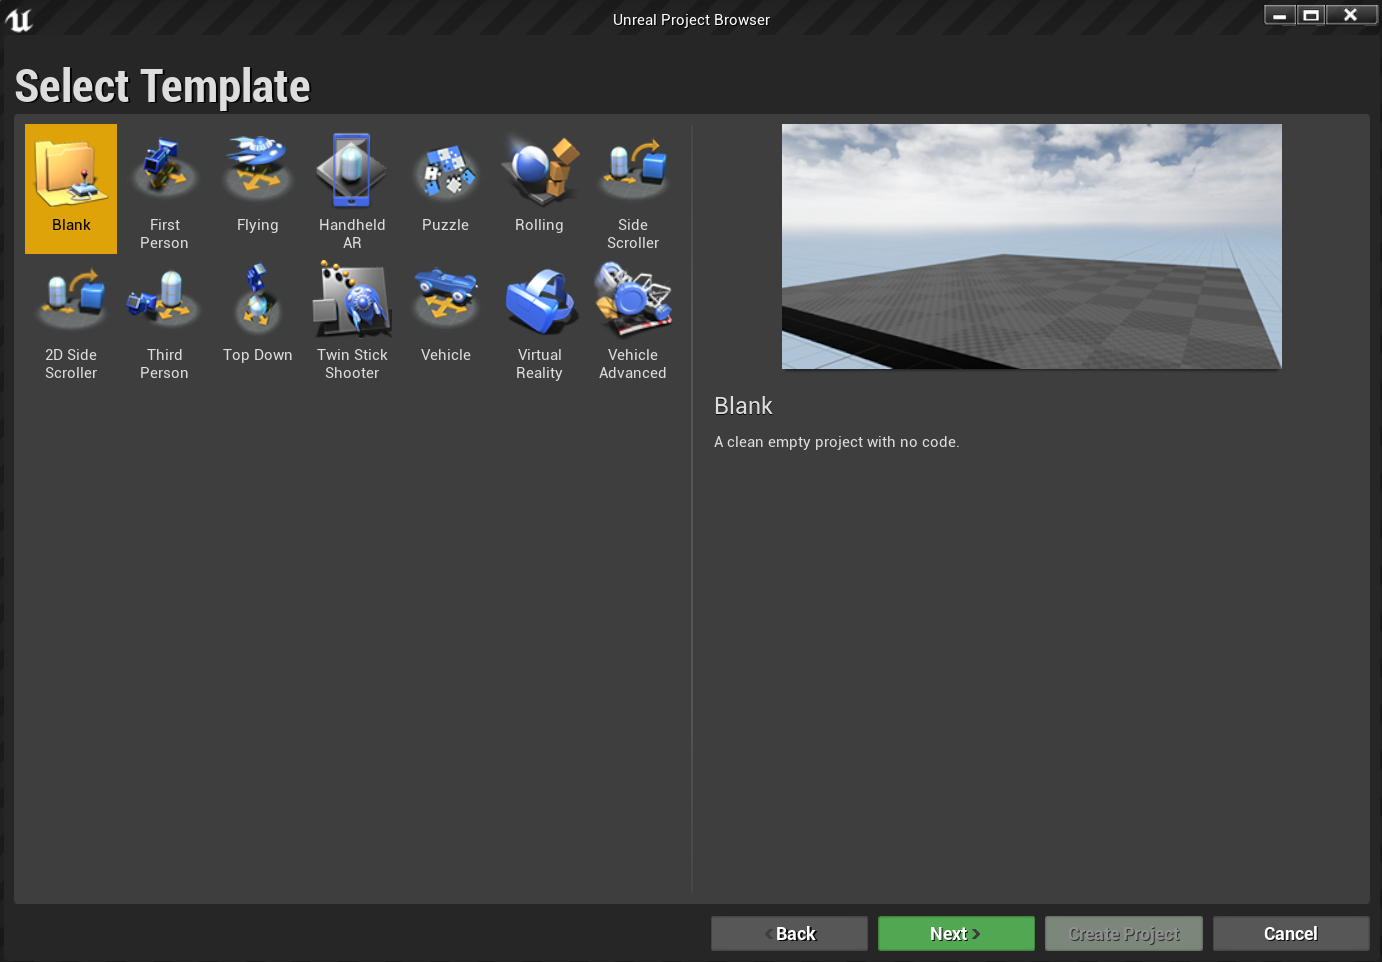 Unreal Project Browser
Select Template
Blank
First
Person
Flying
Handheld
AR
Puzzle
Rolling
Side
Scroller
2D Side
Scroller
Third
Person
Top Down
Twin Stick
Shooter
Vehicle
Virtual
Reality
Vehicle
Advanced
Blank
A clean empty project with no code.
Back
Next
Create Project
Cancel